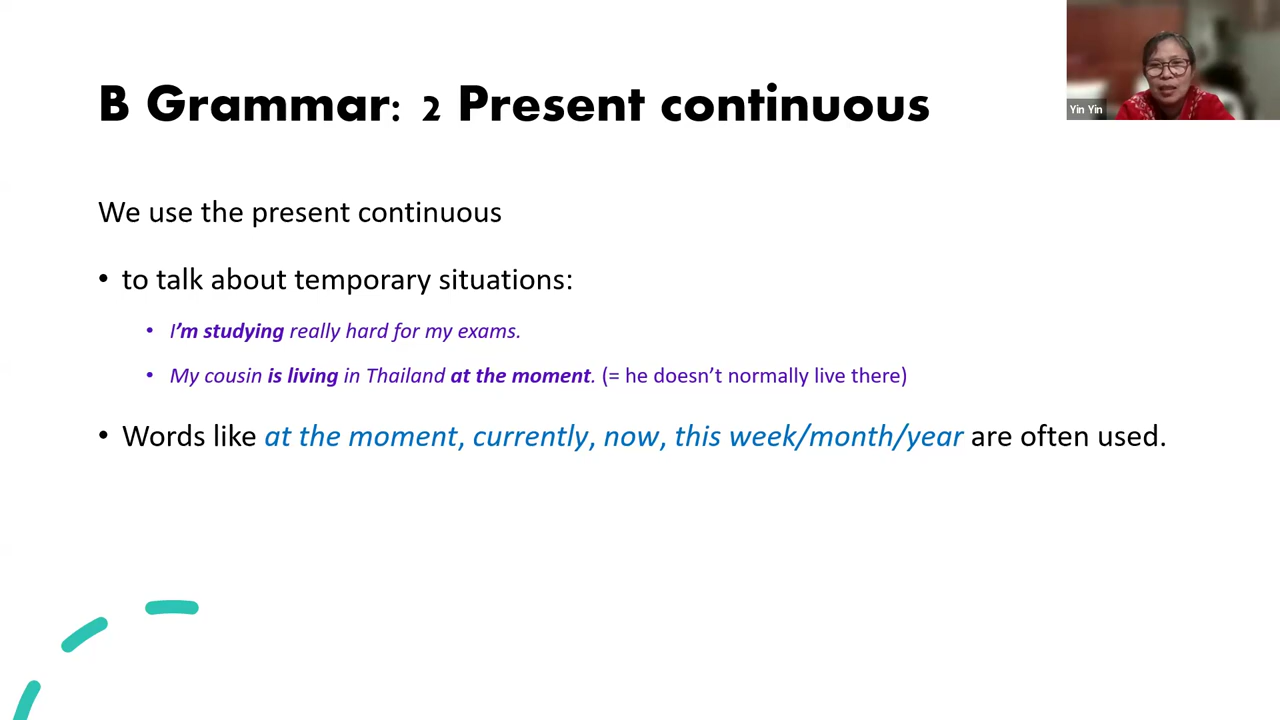 B Grammar: 2 Present continuous
Yin Yin
We use the present continuous
• to talk about temporary situations:
• I’m studying really hard for my exams.
• My cousin is living in Thailand at the moment. (= he doesn’t normally live there)
• Words like at the moment, currently, now, this week/month/year are often used.